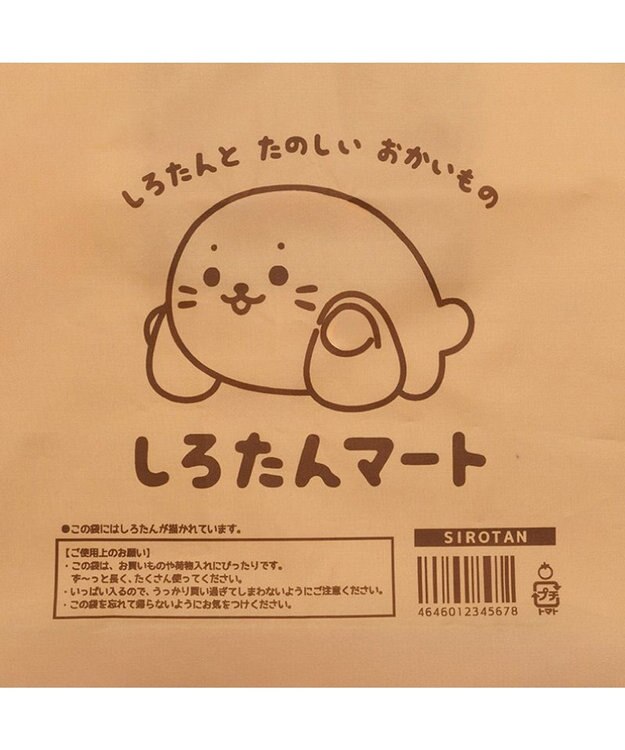 しろたんと たのしい おかいもの
しろたんマート
●この袋にはしろたんが描かれています。
【ご使用上のお願い】
・この袋は、お買いものや荷物入れにぴったりです。
ず〜っと長く、たくさん使ってください。
・いっぱい入るので、うっかり買い過ぎてしまわないようにご注意ください。
・この袋を忘れて帰らないようにお気をつけください。
SIROTAN
4646012345678
プチ
トマト